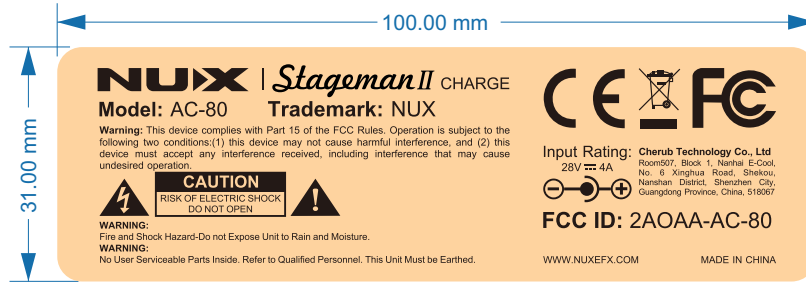 100.00 mm
31.00 mm
NUX | Stageman II CHARGE
Model: AC-80 Trademark: NUX
Warning: This device complies with Part 15 of the FCC Rules. Operation is subject to the
following two conditions:(1) this device may not cause harmful interference, and (2) this
device must accept any interference received, including interference that may cause
undesired operation.
CAUTION
RISK OF ELECTRIC SHOCK
DO NOT OPEN
WARNING:
Fire and Shock Hazard-Do not Expose Unit to Rain and Moisture.
WARNING:
No User Serviceable Parts Inside. Refer to Qualified Personnel. This Unit Must be Earthed.
CE FC
Input Rating:
28V 4A
Cherub Technology Co., Ltd
Room507, Block 1, Nanhai E-Cool,
No. 6 Xinghua Road, Shekou,
Nanshan District, Shenzhen City,
Guangdong Province, China, 518067
FCC ID: 2AOAA-AC-80
WWW.NUXEFX.COM MADE IN CHINA